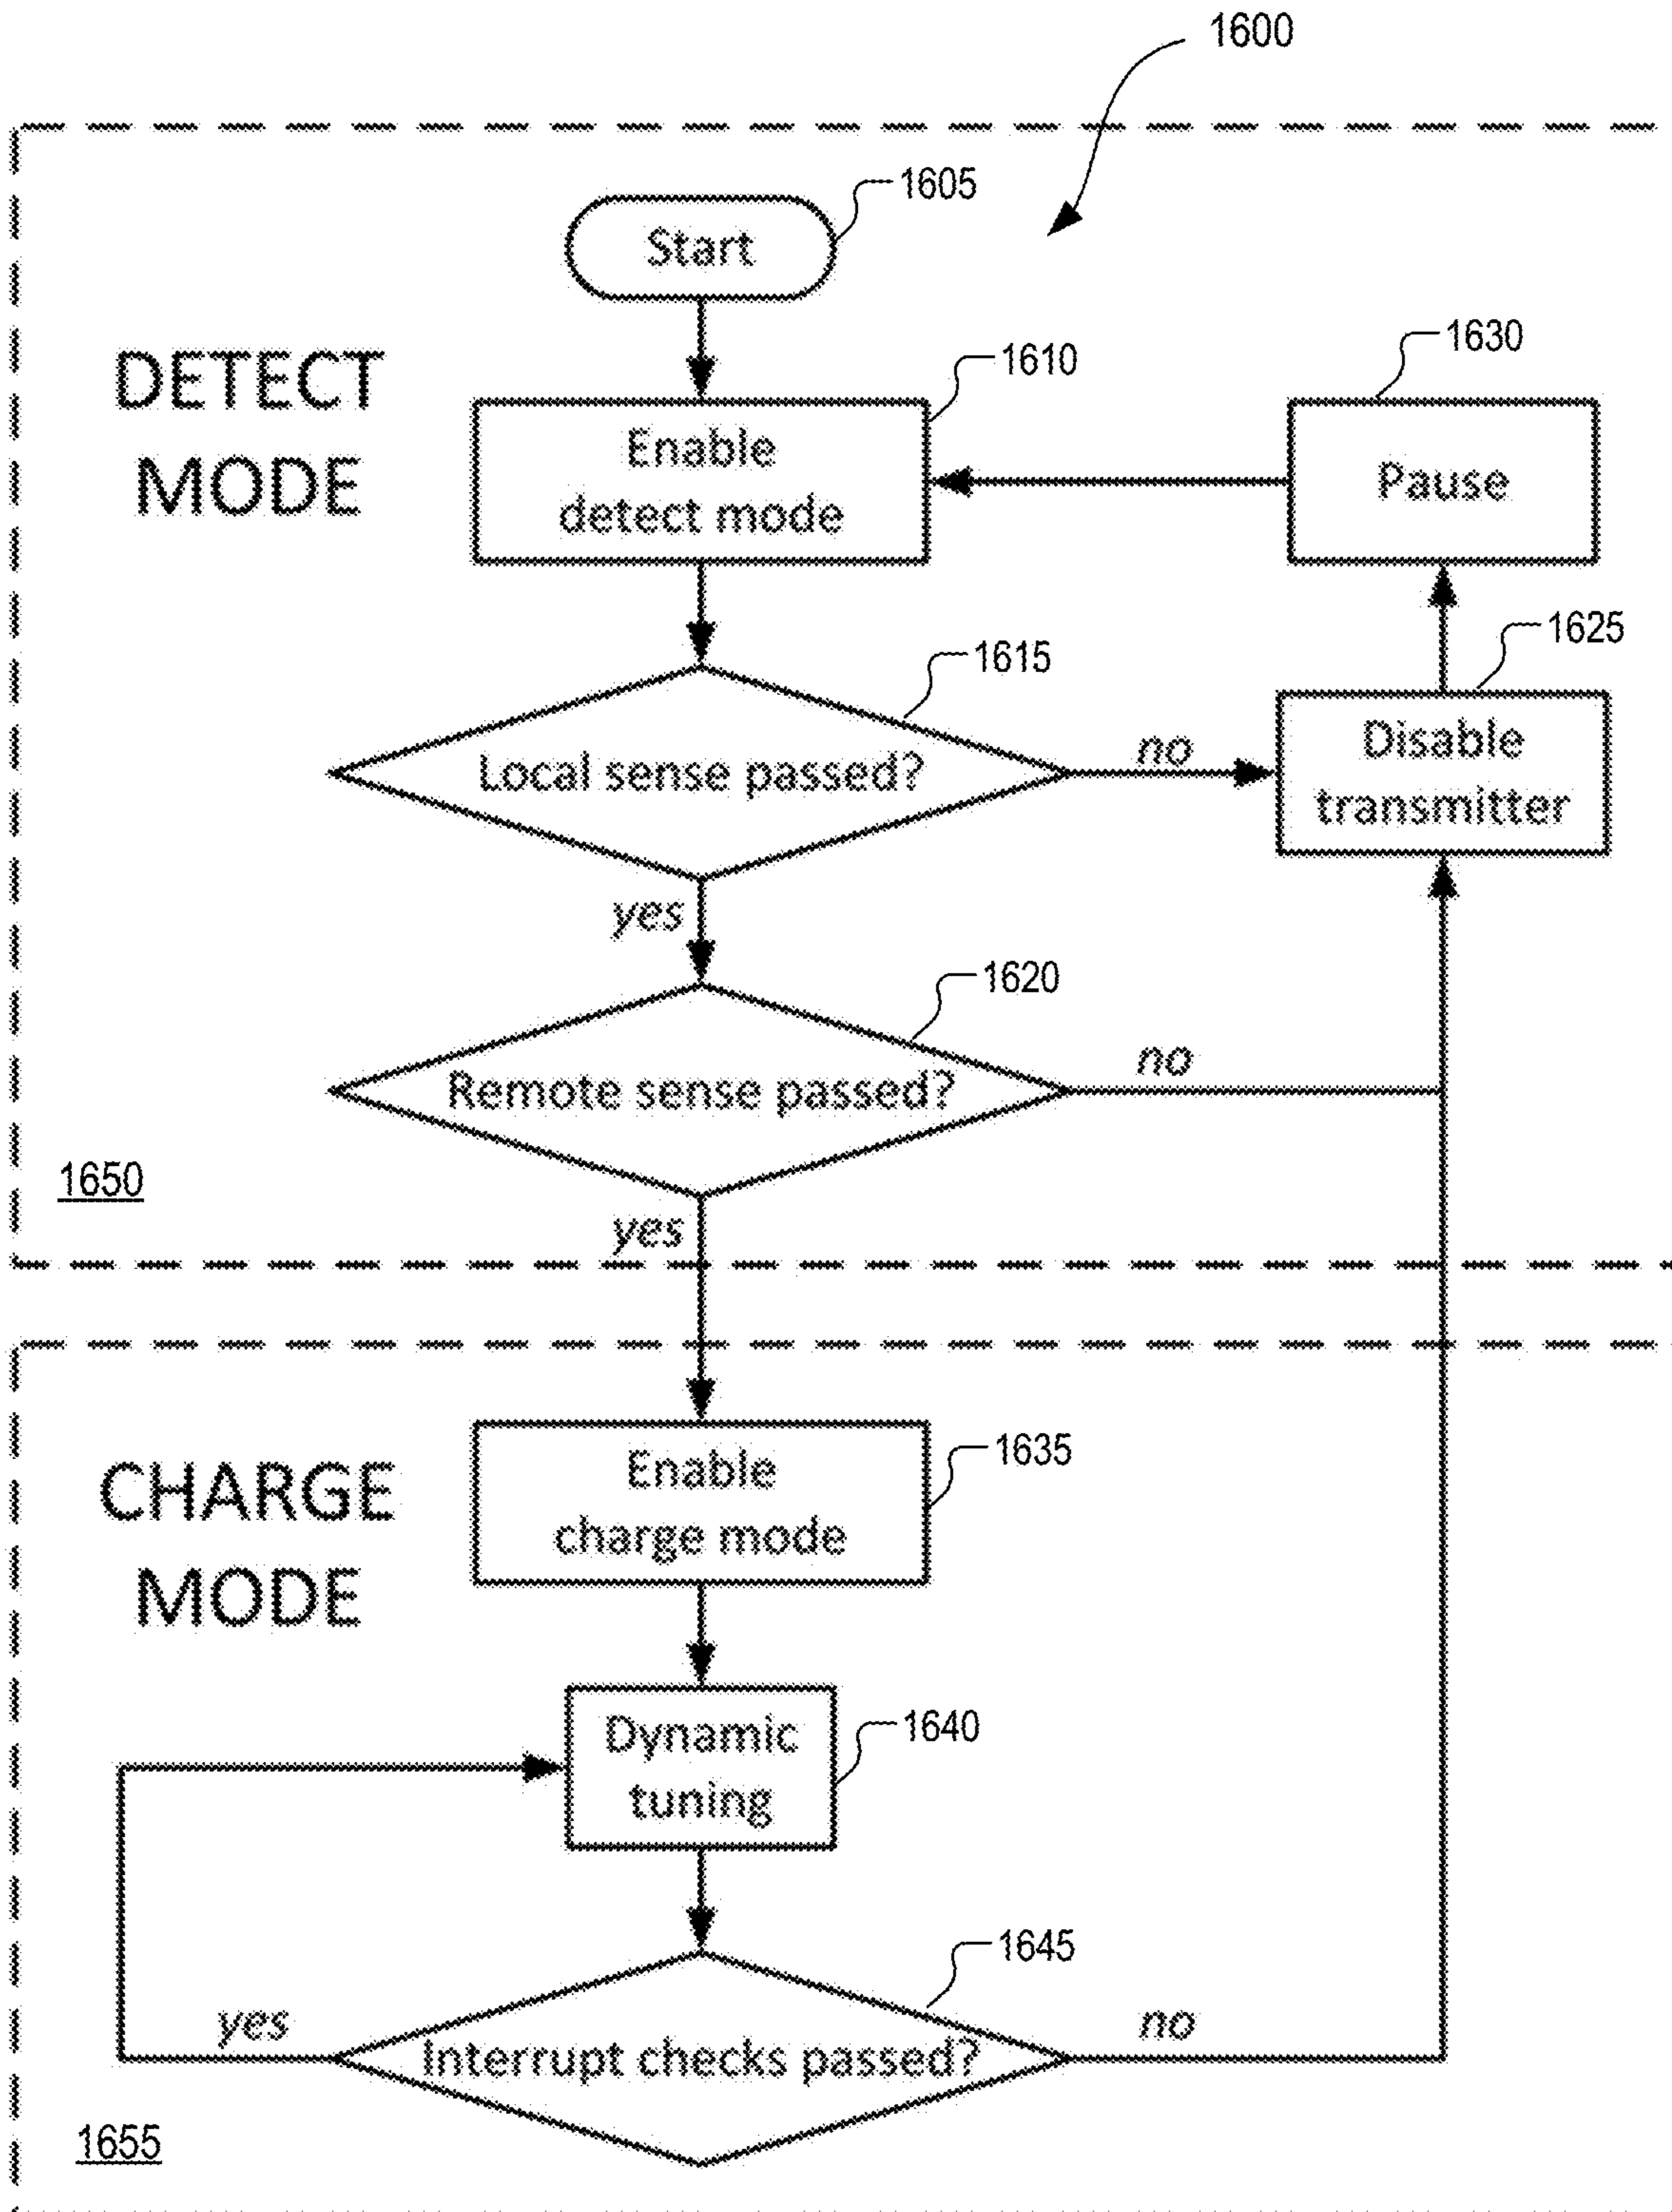 1600
1605
Start
DETECT
MODE
1610
Enable
detect mode
1630
Pause
1615
Local sense passed?
no
1625
Disable
transmitter
yes
1620
Remote sense passed?
no
1650
yes
CHARGE
MODE
1635
Enable
charge mode
1640
Dynamic
tuning
1645
Interrupt checks passed?
yes
no
1655